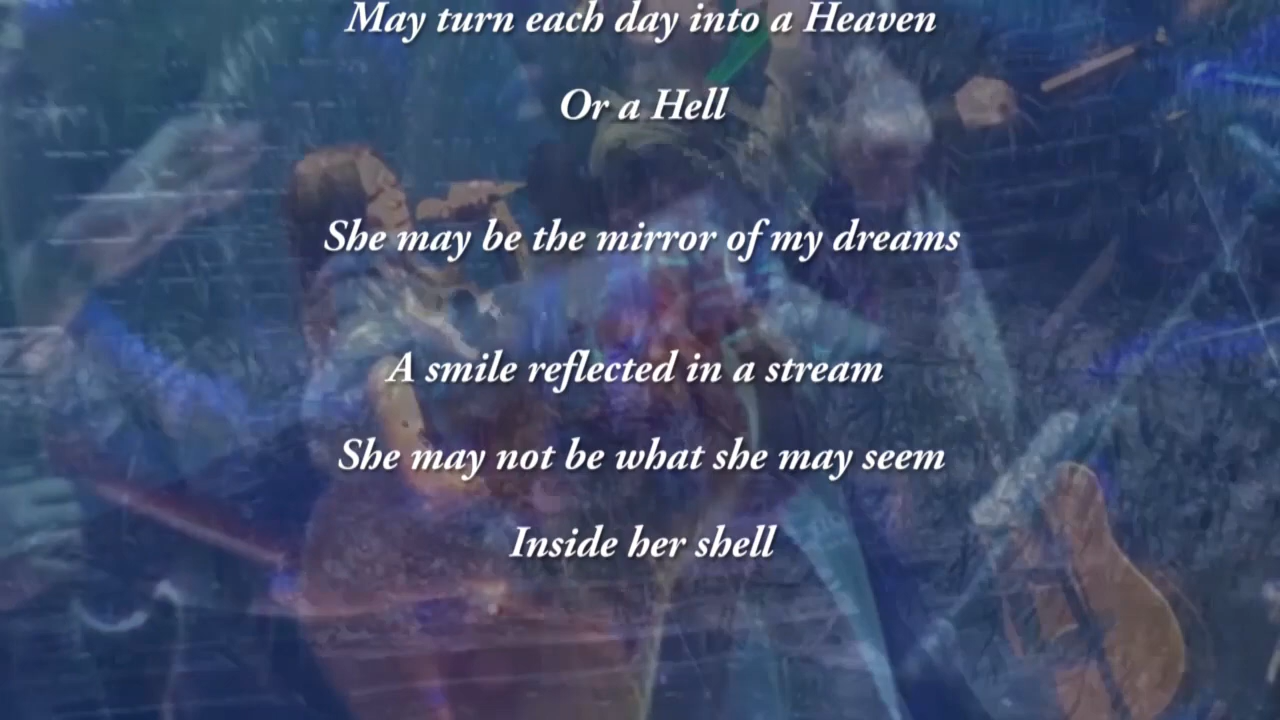 May turn each day into a Heaven
Or a Hell
She may be the mirror of my dreams
A smile reflected in a stream
She may not be what she may seem
Inside her shell